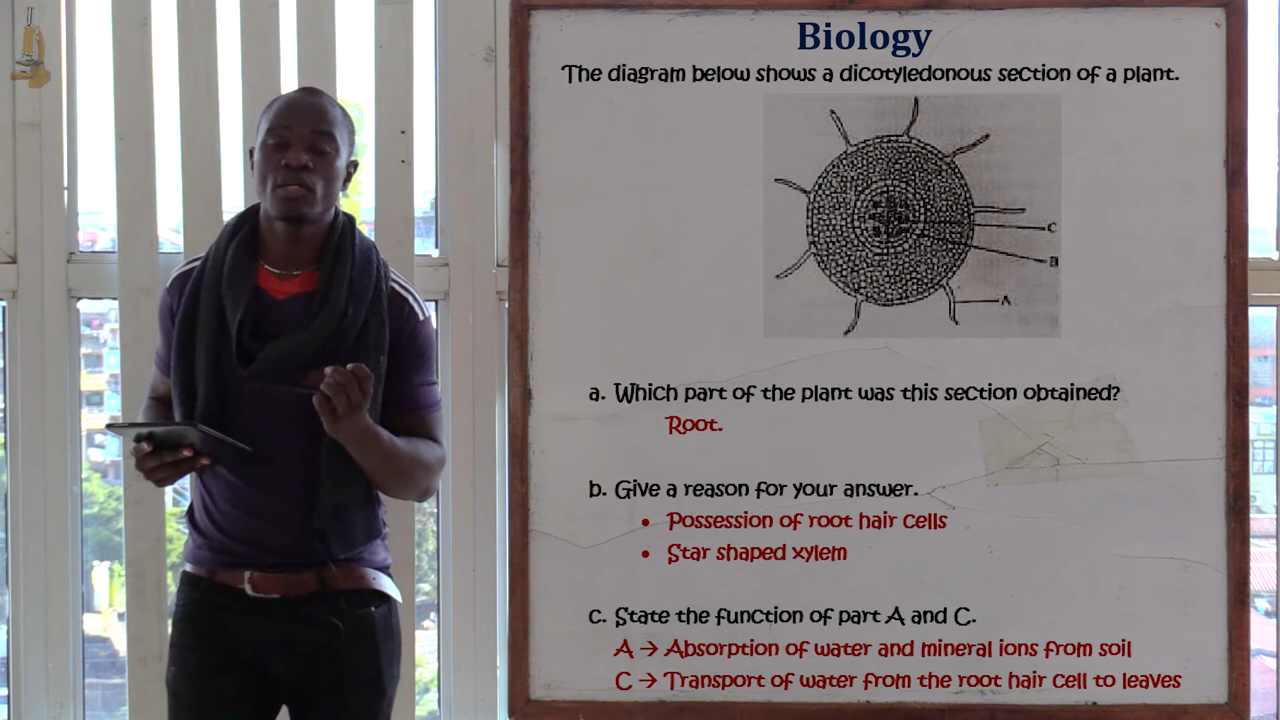 Biology
The diagram below shows a dicotyledonous section of a plant.
C
B
A
a. Which part of the plant was this section obtained?
Root.
b. Give a reason for your answer.
• Possession of root hair cells
• Star shaped xylem
c. State the function of part A and C.
A → Absorption of water and mineral ions from soil
C → Transport of water from the root hair cell to leaves